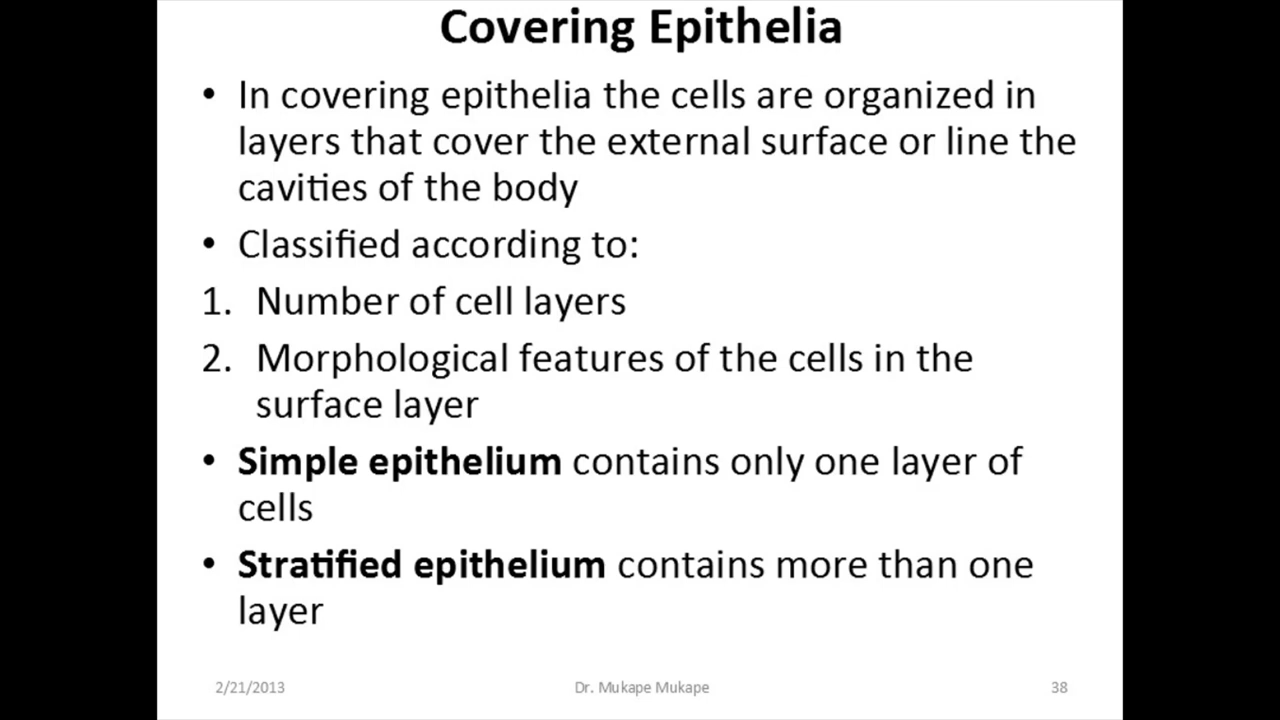 Covering Epithelia
• In covering epithelia the cells are organized in
layers that cover the external surface or line the
cavities of the body
• Classified according to:
1. Number of cell layers
2. Morphological features of the cells in the
surface layer
• Simple epithelium contains only one layer of
cells
• Stratified epithelium contains more than one
layer
2/21/2013 Dr. Mukape Mukape 38